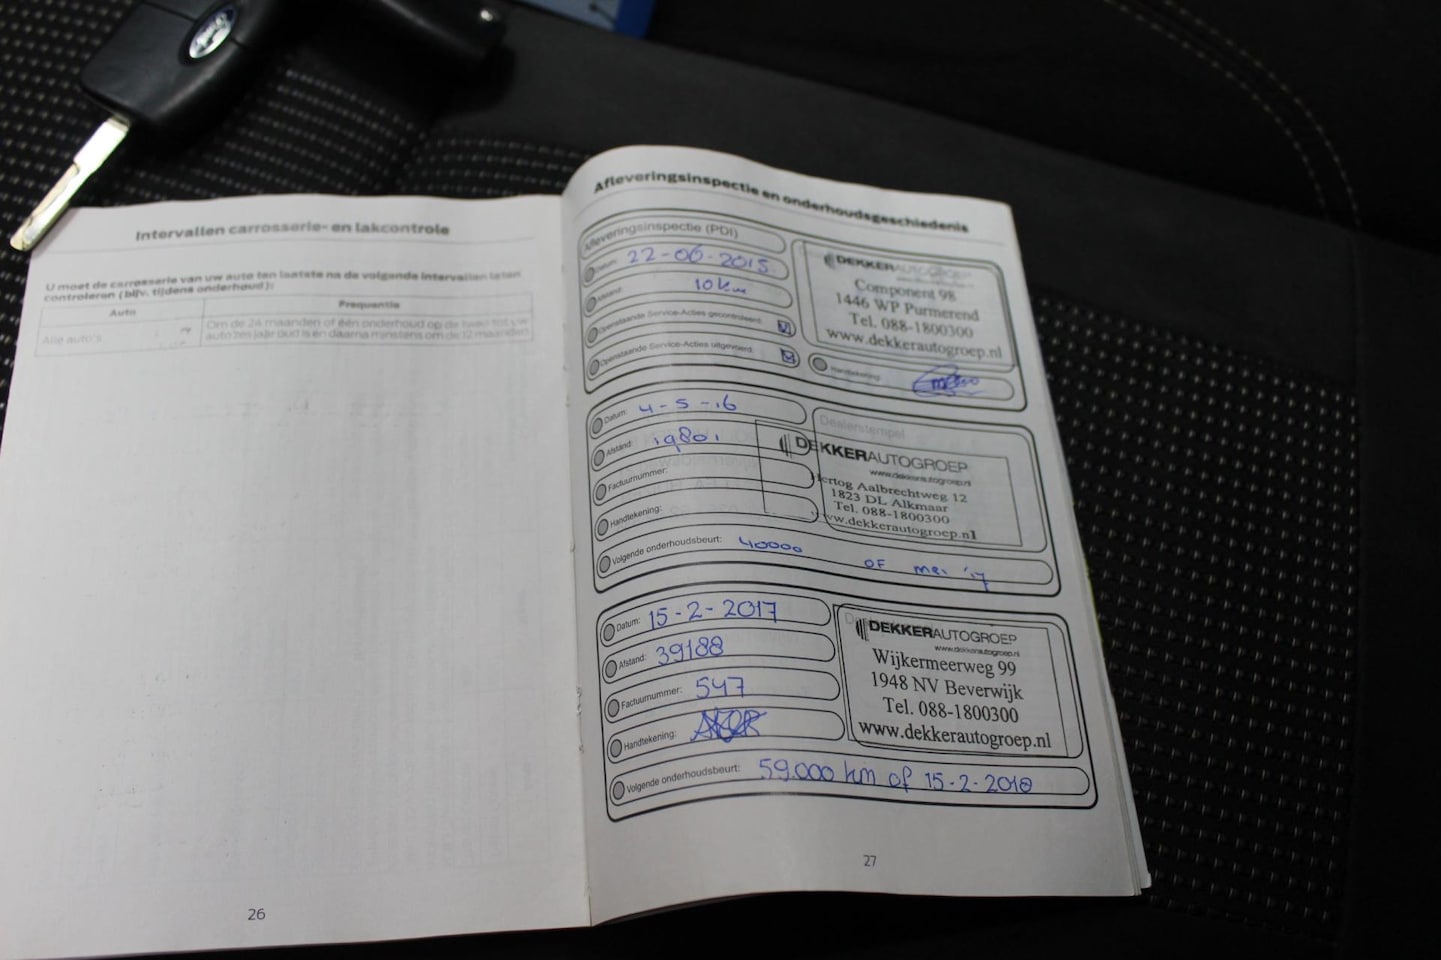 Ford
Intervallen carrosserie- en lakcontrole
U moet de carrosserie van uw auto ten laatste na de volgende intervallen laten
controleren (bijv. tijdens onderhoud):
Auto Frequentie
Alle auto's Om de 24 maanden of één onderhoud op de twee tot uw
auto zes jaar oud is en daarna minstens om de 12 maanden
26
Afleveringsinspectie en onderhoudsgeschiedenis
Afleveringsinspectie (PDI)
Datum: 22-06-2015
Afstand: 10 km
Openstaande Service-Acties gecontroleerd:
Openstaande Service-Acties uitgevoerd:
DEKKERAUTOGROEP
Component 98
1446 WP Purmerend
Tel. 088-1800300
www.dekkerautogroep.nl
Handtekening:
Datum: 4-5-16
Afstand: 19801
Factuurnummer:
Handtekening:
Dealerstempel
DEKKERAUTOGROEP
www.dekkerautogroep.nl
Hertog Aalbrechtweg 12
1823 DL Alkmaar
Tel. 088-1800300
www.dekkerautogroep.nl
Volgende onderhoudsbeurt: 40000 OF mei '17
Datum: 15-2-2017
Afstand: 39188
Factuurnummer: 547
Handtekening:
DEKKERAUTOGROEP
www.dekkerautogroep.nl
Wijkermeerweg 99
1948 NV Beverwijk
Tel. 088-1800300
www.dekkerautogroep.nl
Volgende onderhoudsbeurt: 59.000 km of 15-2-2018
27